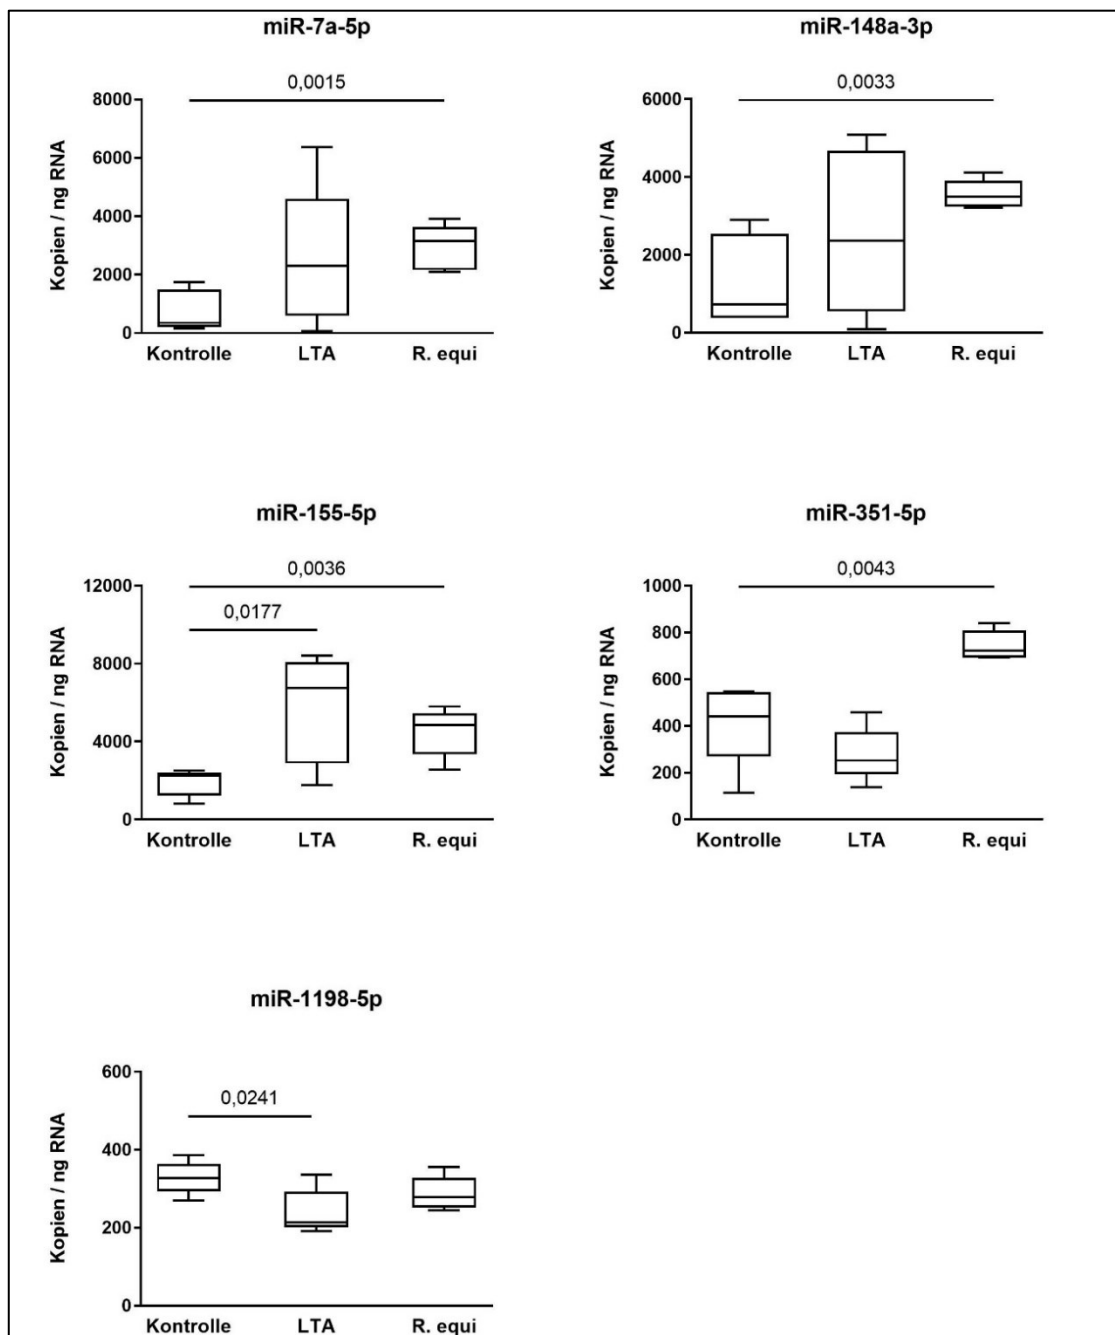 miR-7a-5p
0,0015
8000
6000
4000
2000
0
Kopien / ng RNA
Kontrolle LTA R. equi
miR-148a-3p
0,0033
6000
4000
2000
0
Kopien / ng RNA
Kontrolle LTA R. equi
miR-155-5p
0,0036
0,0177
12000
8000
4000
0
Kopien / ng RNA
Kontrolle LTA R. equi
miR-351-5p
0,0043
1000
800
600
400
200
0
Kopien / ng RNA
Kontrolle LTA R. equi
miR-1198-5p
0,0241
600
400
200
0
Kopien / ng RNA
Kontrolle LTA R. equi